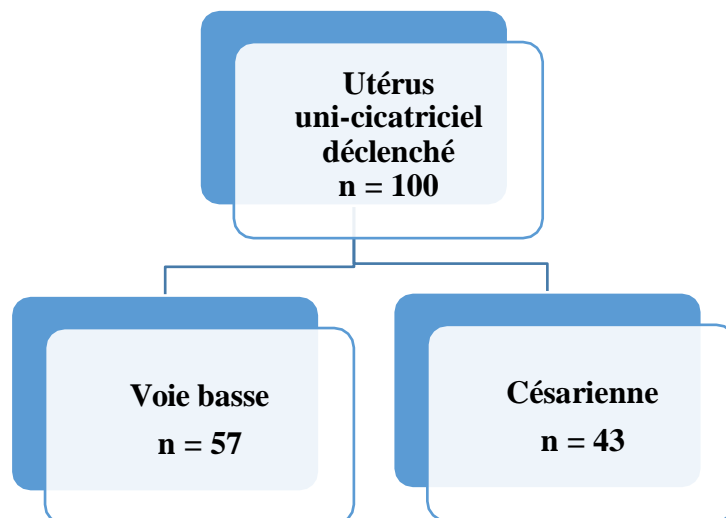 Utérus
uni-cicatriciel
déclenché
n = 100
Voie basse
n = 57
Césarienne
n = 43